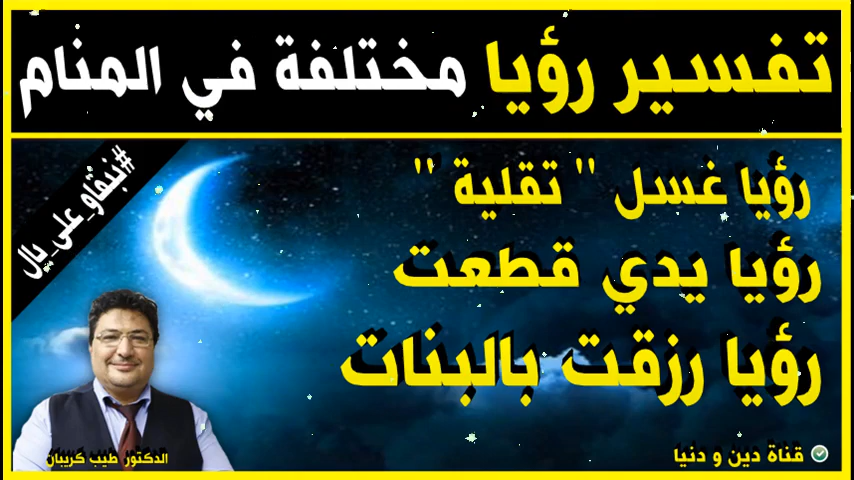 تفسير رؤيا مختلفة في المنام
#نبقاو_على_بال
رؤيا غسل " تقلية "
رؤيا يدي قطعت
رؤيا رزقت بالبنات
الدكتور طيب كريبان
قناة دين و دنيا